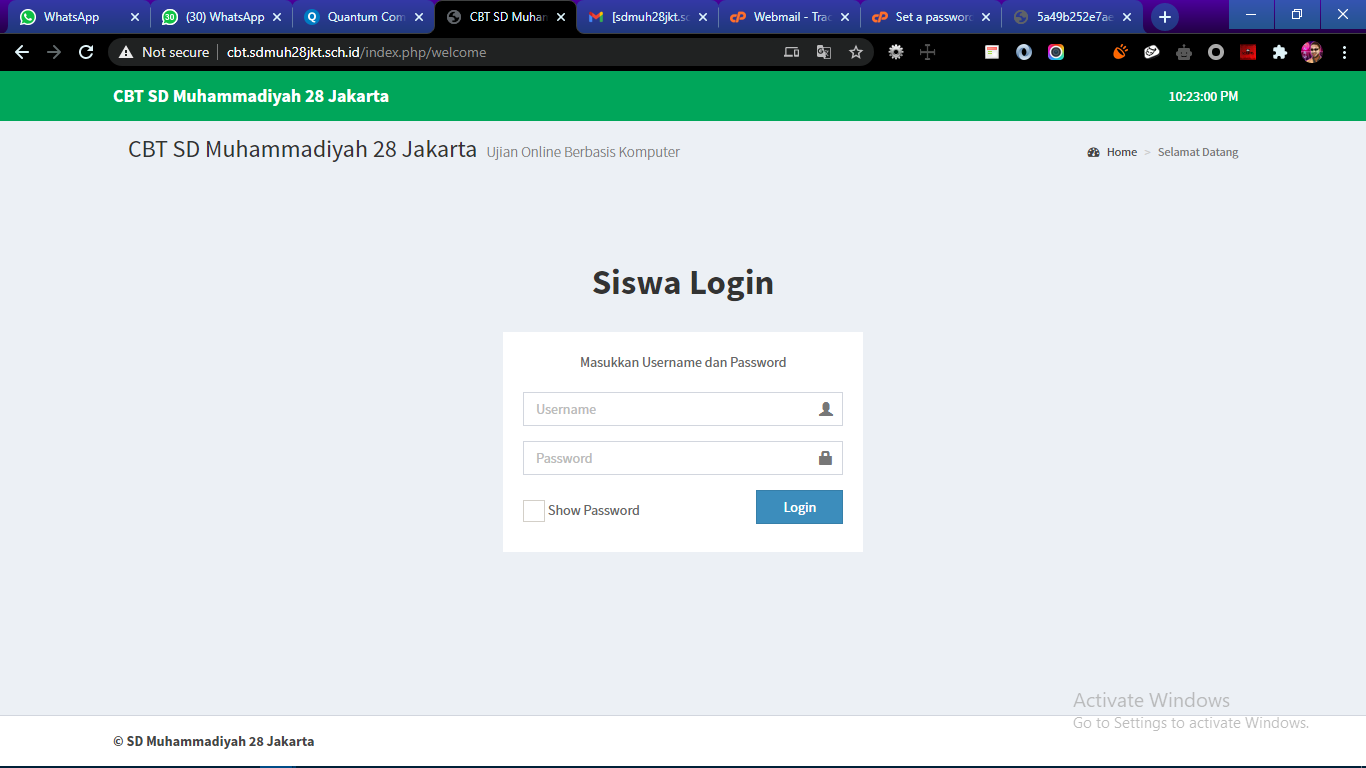 WhatsApp
30
(30) WhatsApp
Quantum Com
CBT SD Muham
[sdmuh28jkt.sc
Webmail - Trac
Set a password
5a49b252e7ae
Not secure
cbt.sdmuh28jkt.sch.id/index.php/welcome
CBT SD Muhammadiyah 28 Jakarta
10:23:00 PM
CBT SD Muhammadiyah 28 Jakarta Ujian Online Berbasis Komputer
Home > Selamat Datang
Siswa Login
Masukkan Username dan Password
Username
Password
Show Password
Login
Activate Windows
Go to Settings to activate Windows.
© SD Muhammadiyah 28 Jakarta